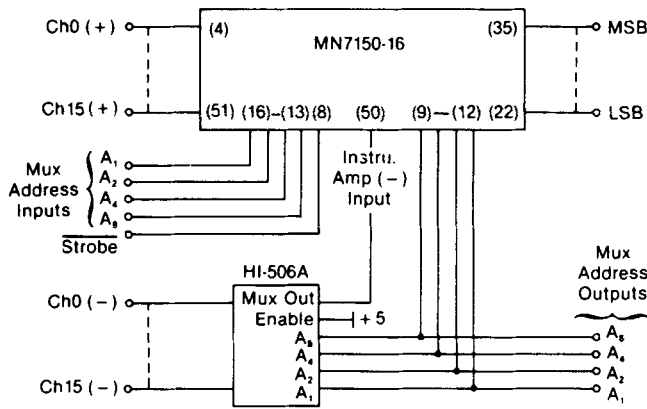 Ch0 (+)
(4)
MN7150-16
(35)
MSB
Ch15 (+)
(51) (16)–(13) (8) (50) (9)—(12) (22)
LSB
Mux
Address
Inputs
A₁
A₂
A₄
A₈
Strobe
Instru.
Amp (−)
Input
HI-506A
Mux
Address
Outputs
Ch0 (−)
Mux Out
Enable
+ 5
A₈
A₄
A₂
A₁
A₈
A₄
A₂
A₁
Ch15 (−)